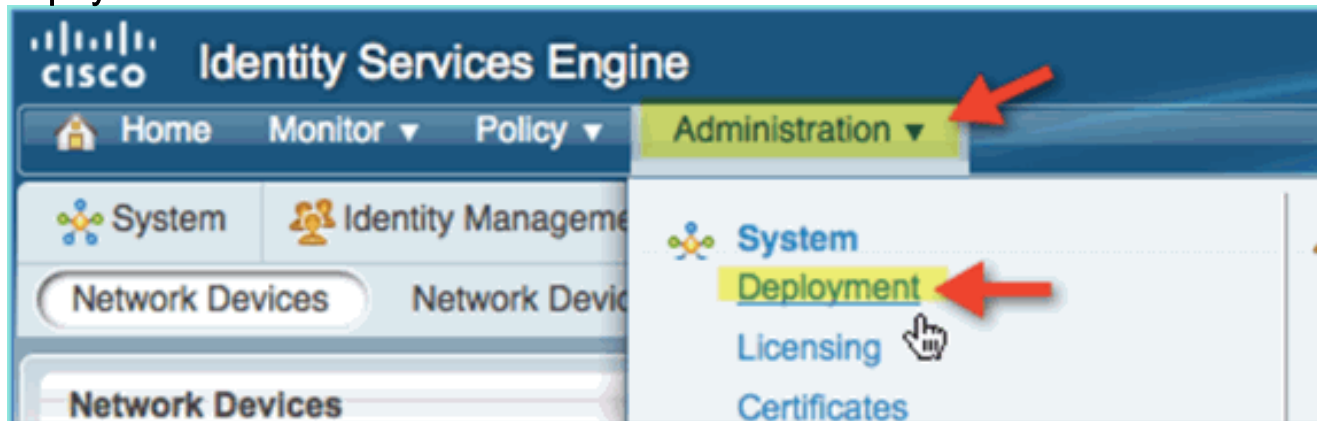 CISCO Identity Services Engine
Home Monitor Policy Administration
System Identity Manageme
System
Deployment
Network Devices Network Devic
Licensing
Network Devices
Certificates